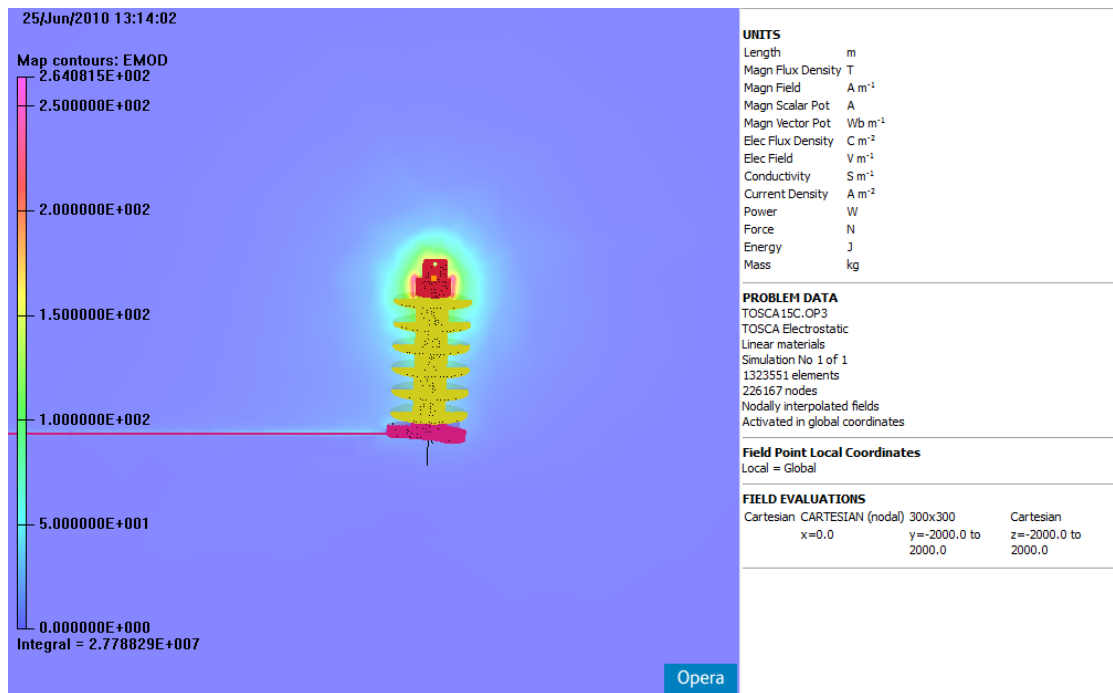 25/Jun/2010 13:14:02
Map contours: EMOD
2.640815E+002
2.500000E+002
2.000000E+002
1.500000E+002
1.000000E+002
5.000000E+001
0.000000E+000
Integral = 2.778829E+007
Opera
UNITS
Length m
Magn Flux Density T
Magn Field A m⁻¹
Magn Scalar Pot A
Magn Vector Pot Wb m⁻¹
Elec Flux Density C m⁻²
Elec Field V m⁻¹
Conductivity S m⁻¹
Current Density A m⁻²
Power W
Force N
Energy J
Mass kg
PROBLEM DATA
TOSCA15C.OP3
TOSCA Electrostatic
Linear materials
Simulation No 1 of 1
1323551 elements
226167 nodes
Nodally interpolated fields
Activated in global coordinates
Field Point Local Coordinates
Local = Global
FIELD EVALUATIONS
Cartesian CARTESIAN (nodal) 300x300 Cartesian
x=0.0 y=-2000.0 to z=-2000.0 to
2000.0 2000.0